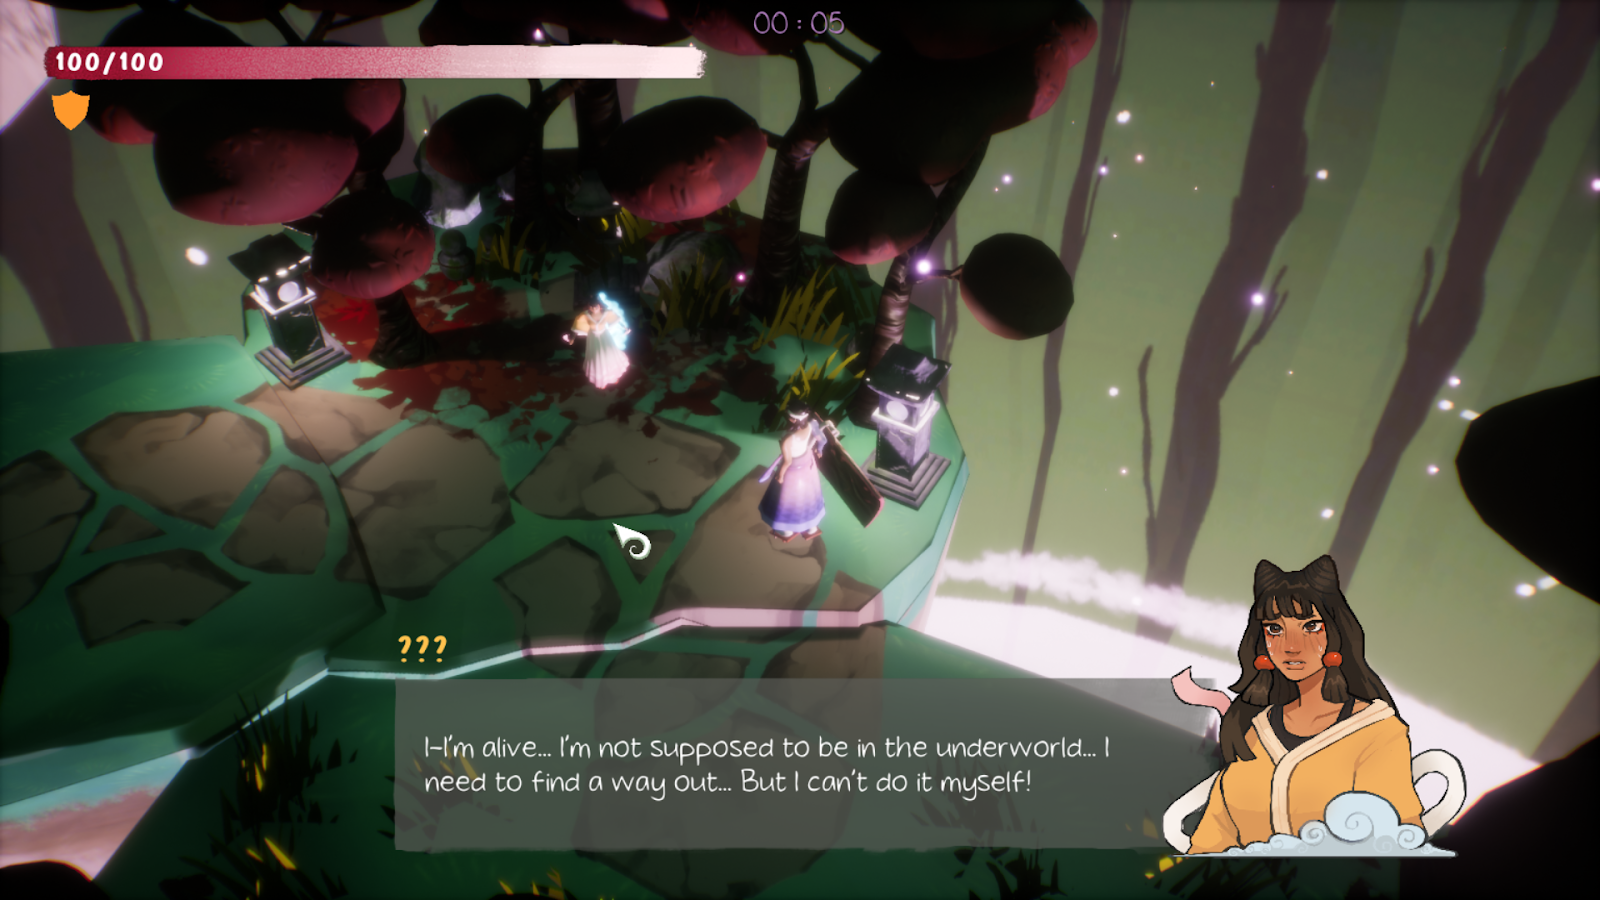 00:05
100/100
???
I-I'm alive... I'm not supposed to be in the underworld... I
need to find a way out... But I can't do it myself!